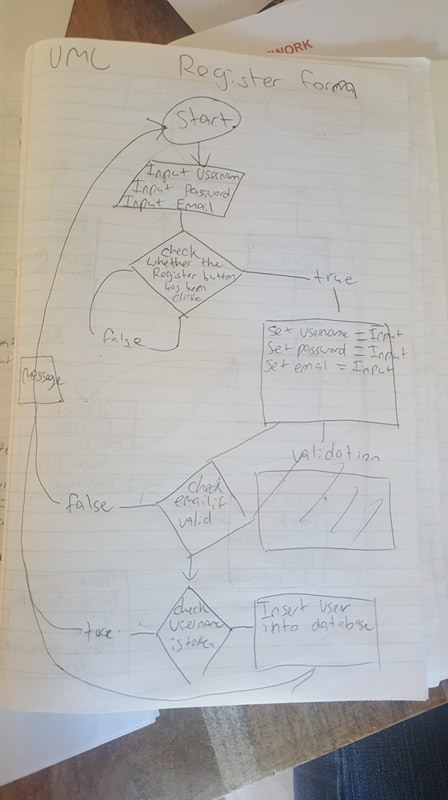 WORK
UML
Register Form
Start
Input Usernam
Input Password
Input Email
check
whether the
Register button
has been
clicke
true
false
Set username = Input
Set password = Input
Set email = Input
message
validation
check
email if
valid
false
check
username
is taken
true
Insert User
into database